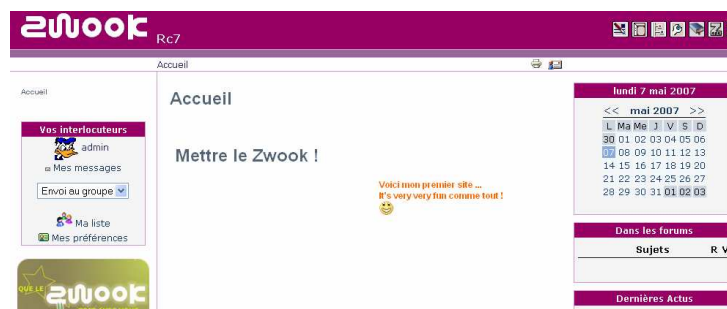 zwook
Rc7
Accueil
Accueil
Vos interlocuteurs
admin
Mes messages
Envoi au groupe
Ma liste
Mes préférences
QUE LE
zwook
Accueil
Mettre le Zwook !
Voici mon premier site ...
It's very very fun comme tout !
lundi 7 mai 2007
<< mai 2007 >>
L Ma Me J V S D
30 01 02 03 04 05 06
07 08 09 10 11 12 13
14 15 16 17 18 19 20
21 22 23 24 25 26 27
28 29 30 31 01 02 03
Dans les forums
Sujets R V
Dernières Actus